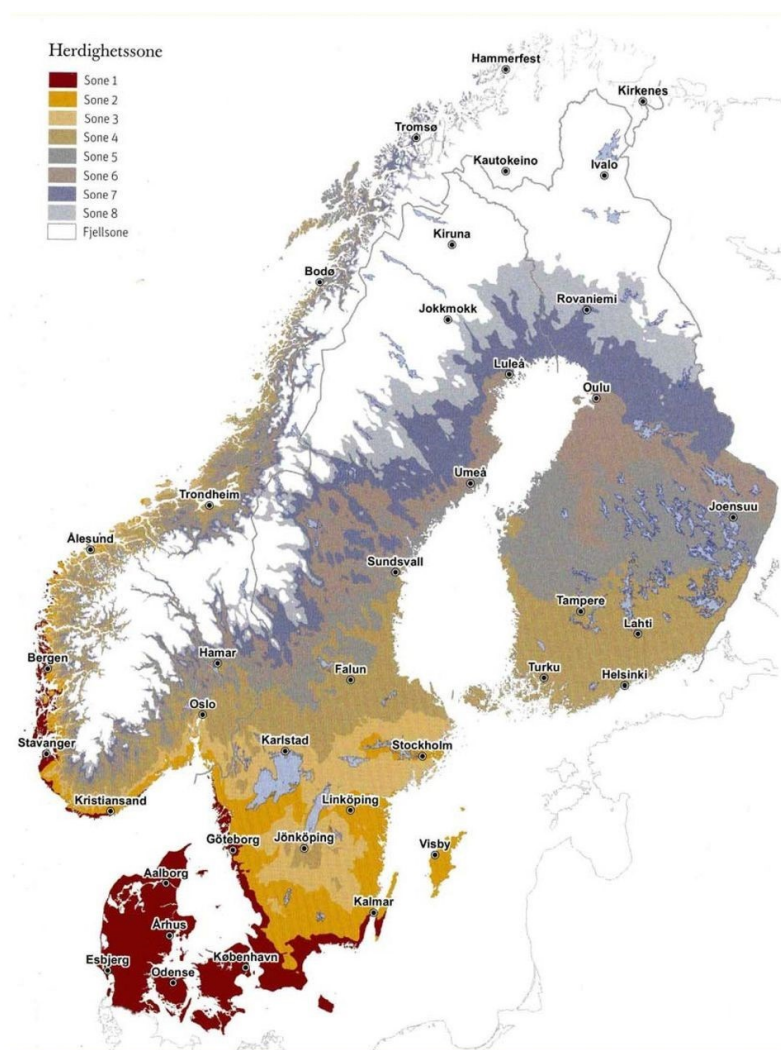 Herdighetssone
Sone 1
Sone 2
Sone 3
Sone 4
Sone 5
Sone 6
Sone 7
Sone 8
Fjellsone
Hammerfest
Kirkenes
Tromsø
Kautokeino
Ivalo
Kiruna
Bodø
Rovaniemi
Jokkmokk
Luleå
Oulu
Umeå
Trondheim
Joensuu
Ålesund
Sundsvall
Tampere
Lahti
Bergen
Hamar
Falun
Turku
Helsinki
Oslo
Stavanger
Karlstad
Stockholm
Kristiansand
Linköping
Göteborg
Jönköping
Visby
Aalborg
Kalmar
Århus
Esbjerg
Odense
København